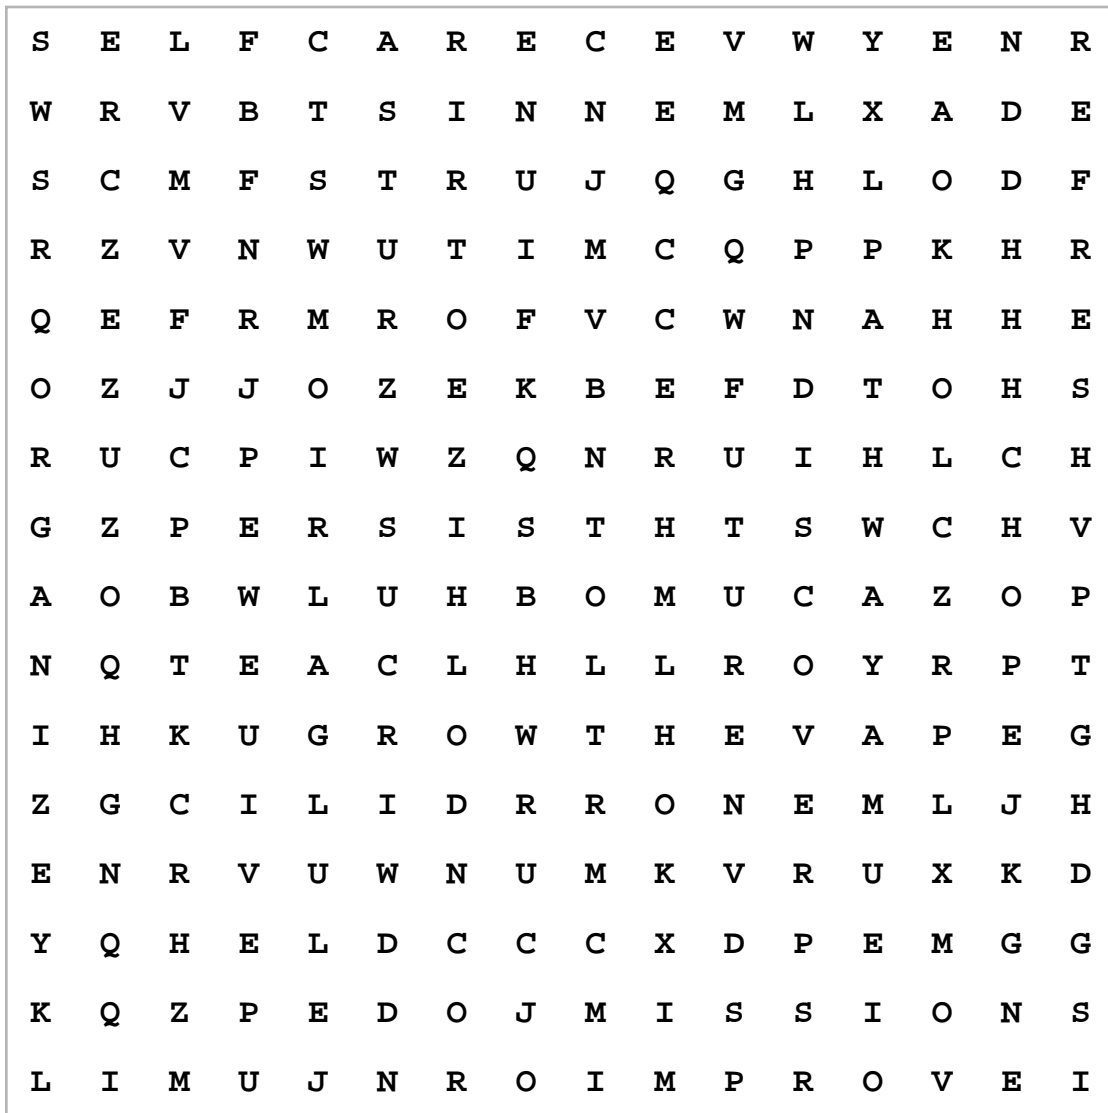 S E L F C A R E C E V W Y E N R
W R V B T S I N N E M L X A D E
S C M F S T R U J Q G H L O D F
R Z V N W U T I M C Q P P K H R
Q E F R M R O F V C W N A H H E
O Z J J O Z E K B E F D T O H S
R U C P I W Z Q N R U I H L C H
G Z P E R S I S T H T S W C H V
A O B W L U H B O M U C A Z O P
N Q T E A C L H L L R O Y R P T
I H K U G R O W T H E V A P E G
Z G C I L I D R R O N E M L J H
E N R V U W N U M K V R U X K D
Y Q H E L D C C C X D P E M G G
K Q Z P E D O J M I S S I O N S
L I M U J N R O I M P R O V E I